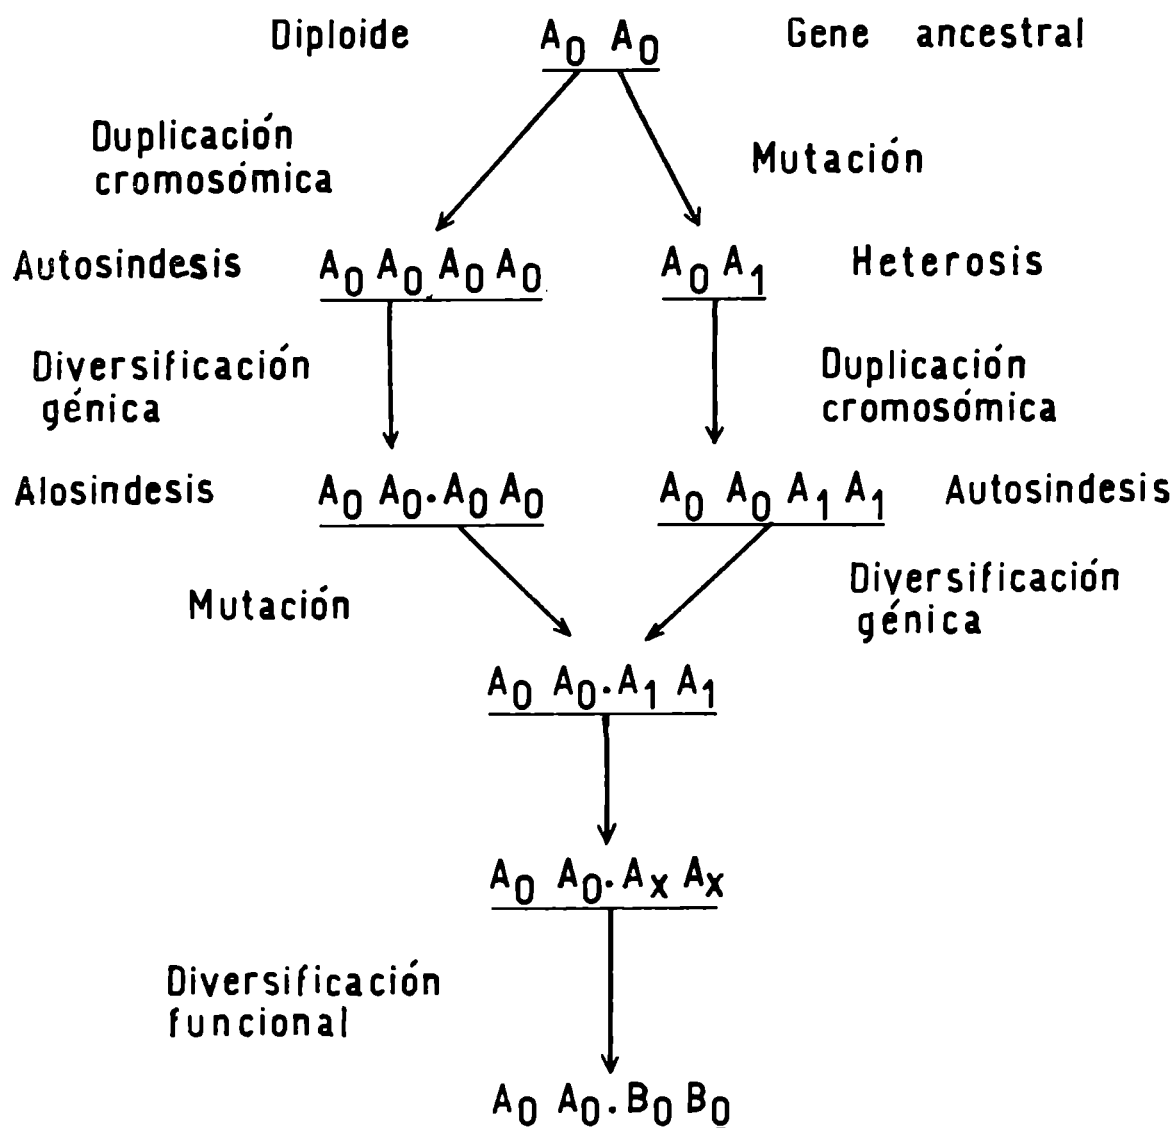 Diploide A₀ A₀ Gene ancestral
Duplicación
cromosómica
Mutación
Autosindesis A₀ A₀ A₀ A₀ A₀ A₁ Heterosis
Diversificación
génica
Duplicación
cromosómica
Alosindesis A₀ A₀.A₀ A₀ A₀ A₀ A₁ A₁ Autosindesis
Mutación
Diversificación
génica
A₀ A₀.A₁ A₁
A₀ A₀.Aₓ Aₓ
Diversificación
funcional
A₀ A₀.B₀ B₀